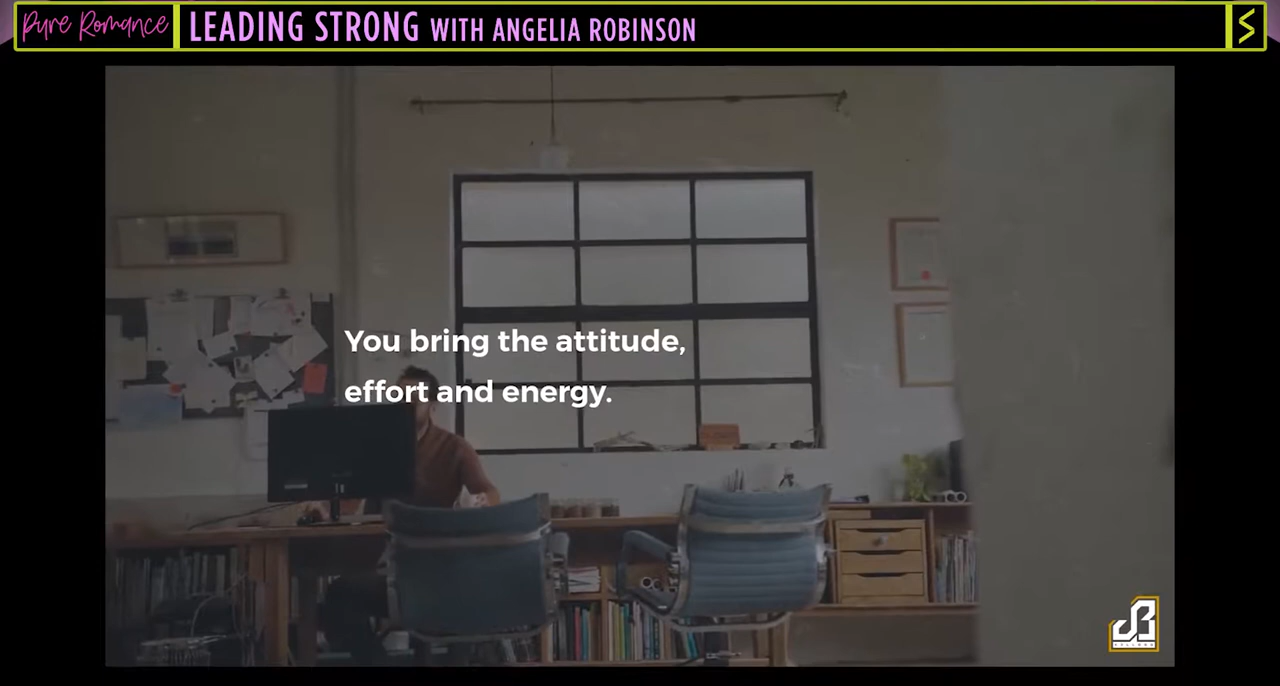 Pure Romance
LEADING STRONG WITH ANGELIA ROBINSON
You bring the attitude,
effort and energy.